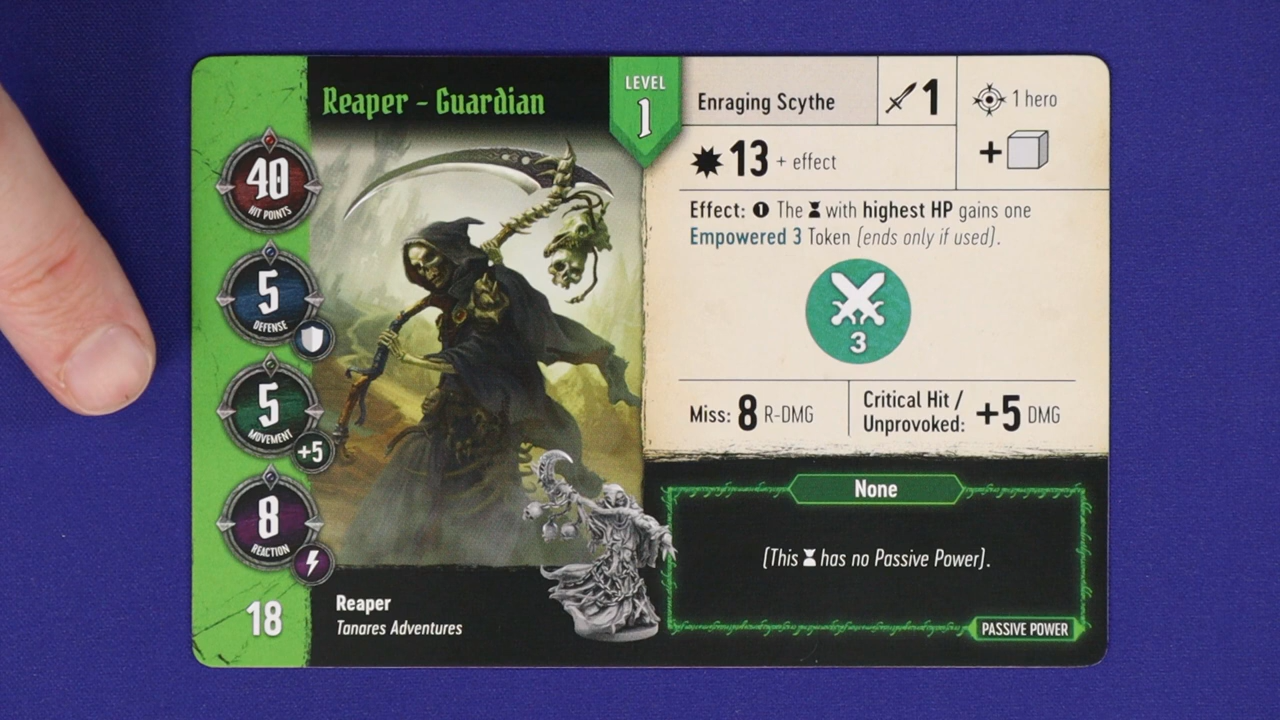 Reaper - Guardian
LEVEL
1
40
HIT POINTS
5
DEFENSE
5
MOVEMENT
+5
8
REACTION
18
Reaper
Tanares Adventures
Enraging Scythe
1
1 hero
+
13 + effect
Effect: 1 The with highest HP gains one
Empowered 3 Token (ends only if used).
3
Miss: 8 R-DMG
Critical Hit /
Unprovoked: +5 DMG
None
(This has no Passive Power).
PASSIVE POWER